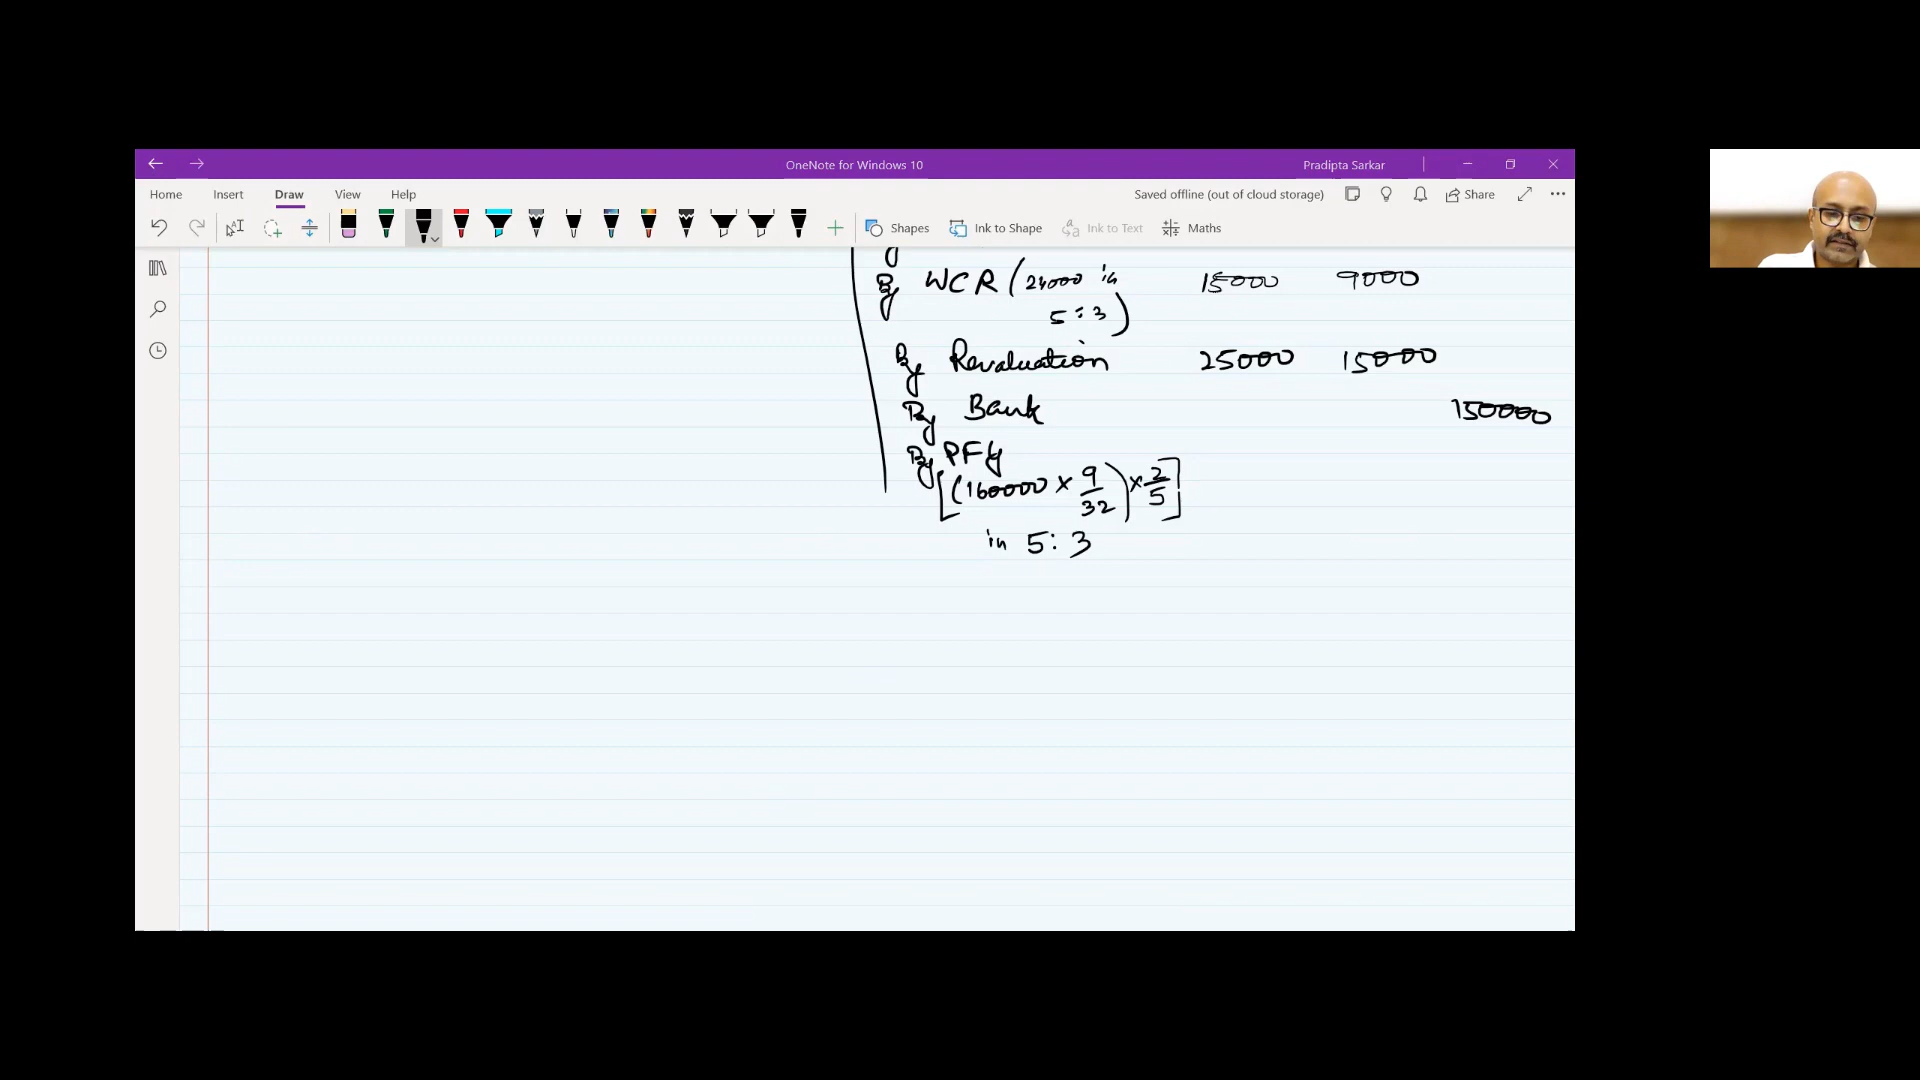 OneNote for Windows 10
Pradipta Sarkar
Home Insert Draw View Help
Saved offline (out of cloud storage)
Share
Shapes Ink to Shape Ink to Text Maths
By WCR (24000 in 15000 9000
5:3)
By Revaluation 25000 15000
By Bank 150000
By PFY
[(160000 × 9/32) × 2/5]
in 5:3